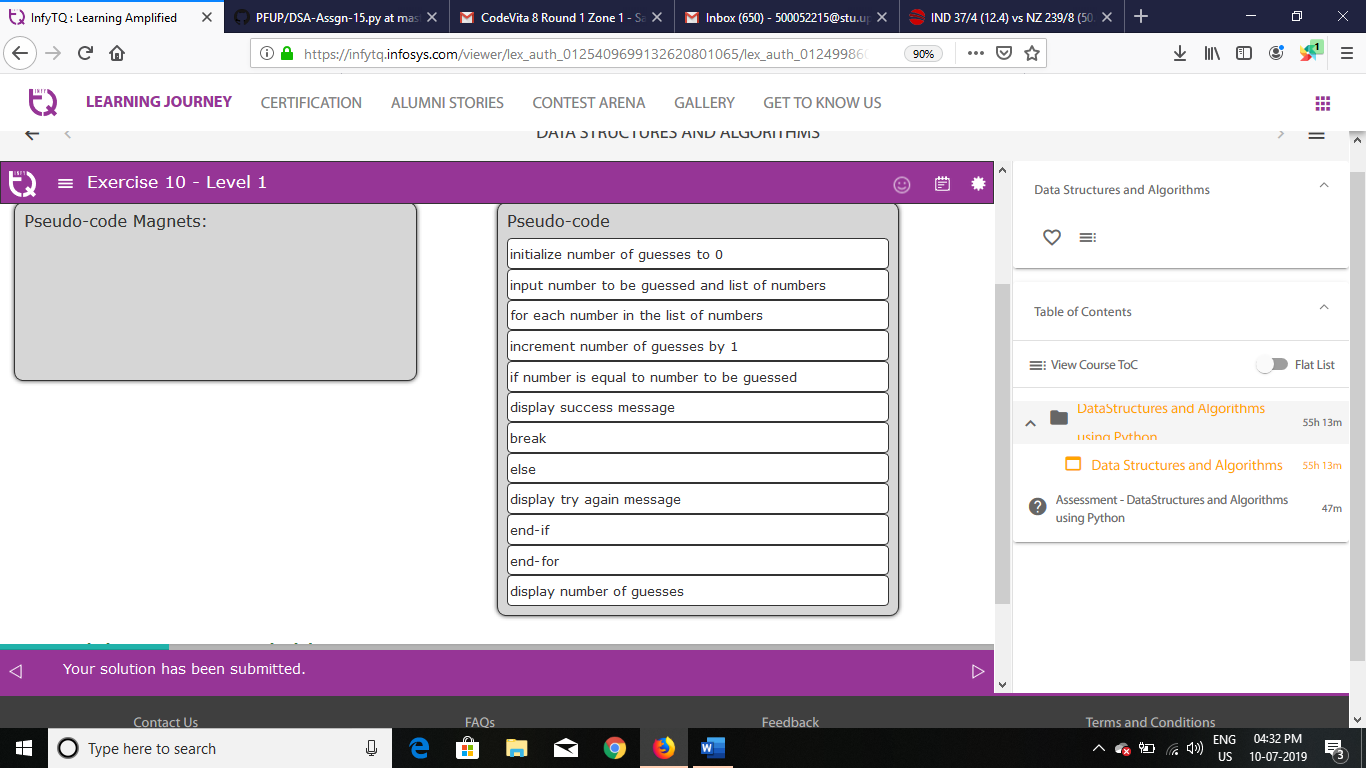 InfyTQ : Learning Amplified
PFUP/DSA-Assgn-15.py at mas
CodeVita 8 Round 1 Zone 1 - Sa
Inbox (650) - 500052215@stu.up
IND 37/4 (12.4) vs NZ 239/8 (50.
https://infytq.infosys.com/viewer/lex_auth_0125409699132620801065/lex_auth_01249986
90%
1
INFY
TQ
LEARNING JOURNEY
CERTIFICATION
ALUMNI STORIES
CONTEST ARENA
GALLERY
GET TO KNOW US
DATA STRUCTURES AND ALGORITHMS
Exercise 10 - Level 1
Pseudo-code Magnets:
Pseudo-code
initialize number of guesses to 0
input number to be guessed and list of numbers
for each number in the list of numbers
increment number of guesses by 1
if number is equal to number to be guessed
display success message
break
else
display try again message
end-if
end-for
display number of guesses
Your solution has been submitted.
Data Structures and Algorithms
Table of Contents
View Course ToC
Flat List
DataStructures and Algorithms
using Python
55h 13m
Data Structures and Algorithms
55h 13m
Assessment - DataStructures and Algorithms
using Python
47m
Contact Us
FAQs
Feedback
Terms and Conditions
Type here to search
ENG
US
04:32 PM
10-07-2019
3